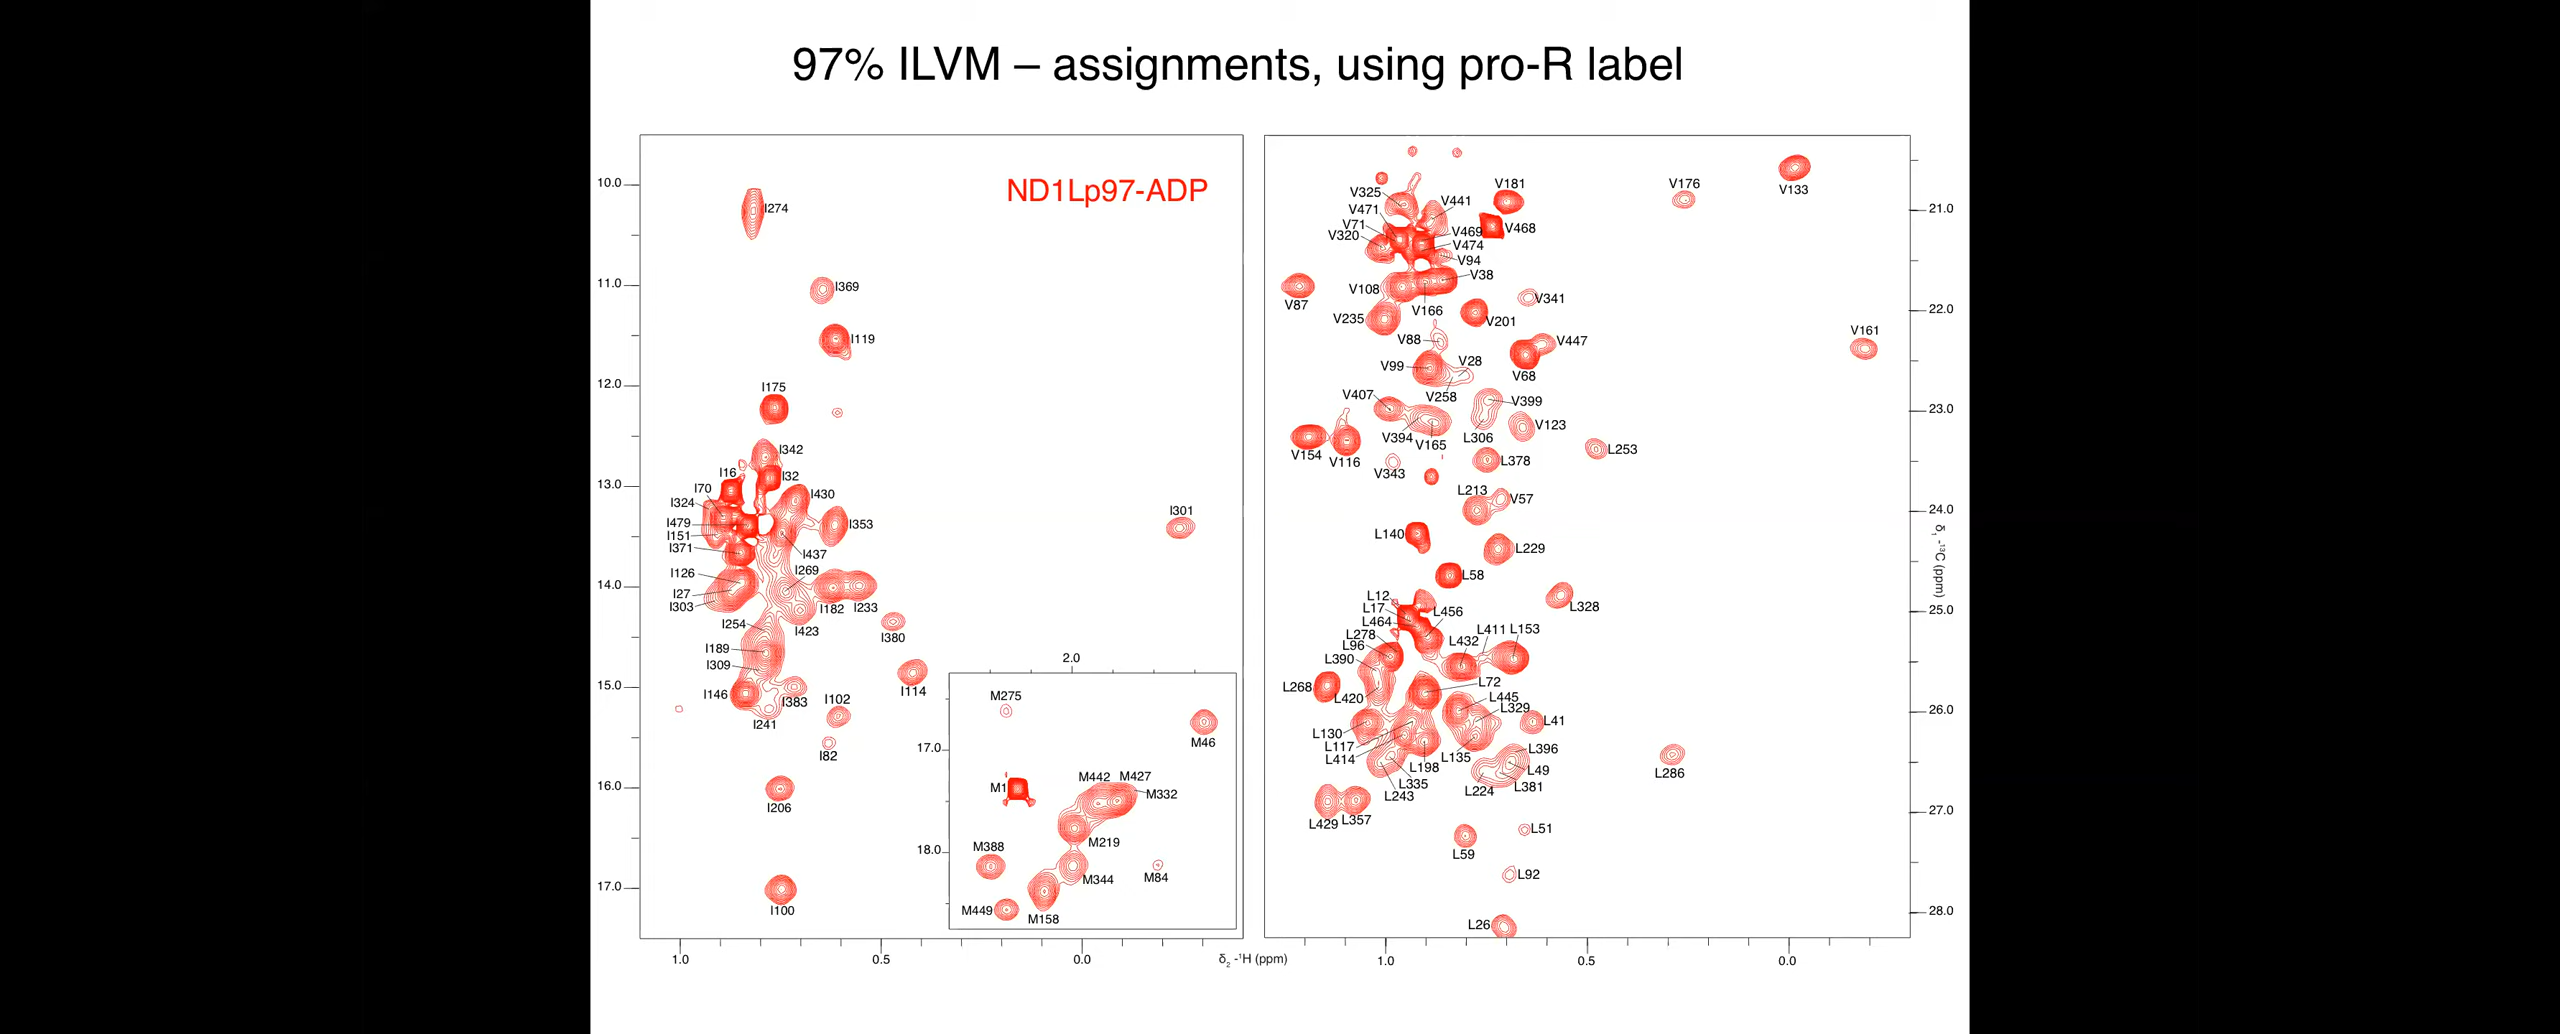 97% ILVM – assignments, using pro-R label
ND1Lp97-ADP
10.0
11.0
12.0
13.0
14.0
15.0
16.0
17.0
I274
I369
I119
I175
I342
I16
I32
I70
I430
I324
I479
I353
I151
I371
I437
I301
I126
I269
I27
I303
I182
I233
I254
I423
I380
I189
I309
I146
I383
I114
I102
I241
I82
I206
I100
2.0
M275
M46
17.0
M442
M427
M1
M332
M219
M388
18.0
M344
M84
M449
M158
1.0
0.5
0.0
δ2 -1H (ppm)
V325
V181
V176
V133
V441
V471
V71
V469
V468
V320
V474
V94
V38
V108
V341
V87
V166
V235
V201
V161
V88
V447
V99
V28
V68
V407
V258
V399
V123
V394
V165
L306
V154
V116
V343
L378
L253
L213
V57
L140
L229
L58
L12
L17
L456
L328
L464
L278
L432
L411
L153
L96
L390
L268
L420
L72
L445
L329
L41
L130
L117
L414
L198
L135
L396
L49
L286
L335
L243
L224
L381
L429
L357
L51
L59
L92
L26
21.0
22.0
23.0
24.0
25.0
26.0
27.0
28.0
δ1 -13C (ppm)
1.0
0.5
0.0